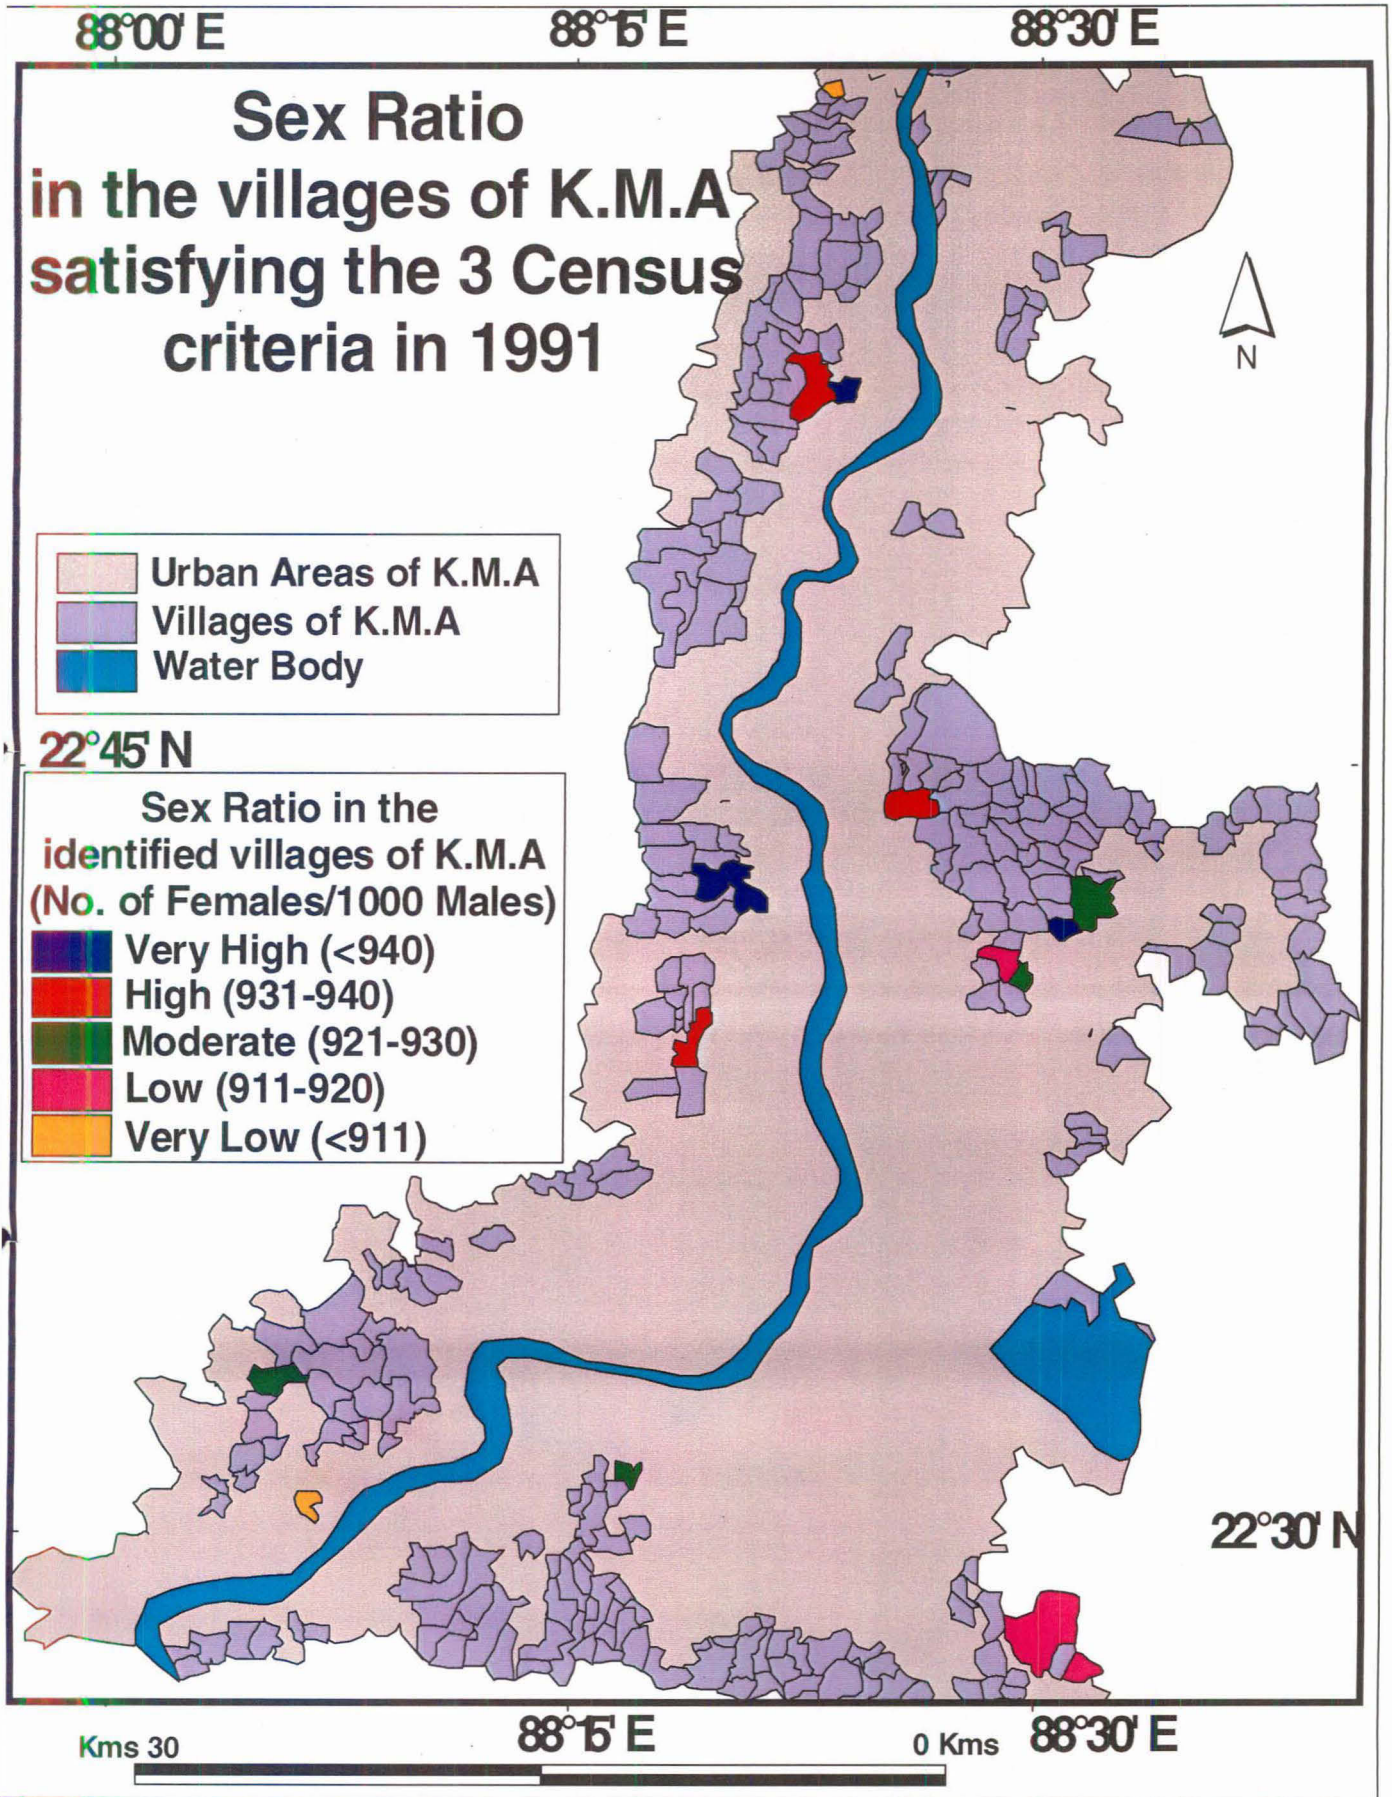 88°00' E 88°15' E 88°30' E
Sex Ratio
in the villages of K.M.A
satisfying the 3 Census
criteria in 1991
N
Urban Areas of K.M.A
Villages of K.M.A
Water Body
22°45' N
Sex Ratio in the
identified villages of K.M.A
(No. of Females/1000 Males)
Very High (<940)
High (931-940)
Moderate (921-930)
Low (911-920)
Very Low (<911)
22°30' N
88°15' E 88°30' E
Kms 30 0 Kms